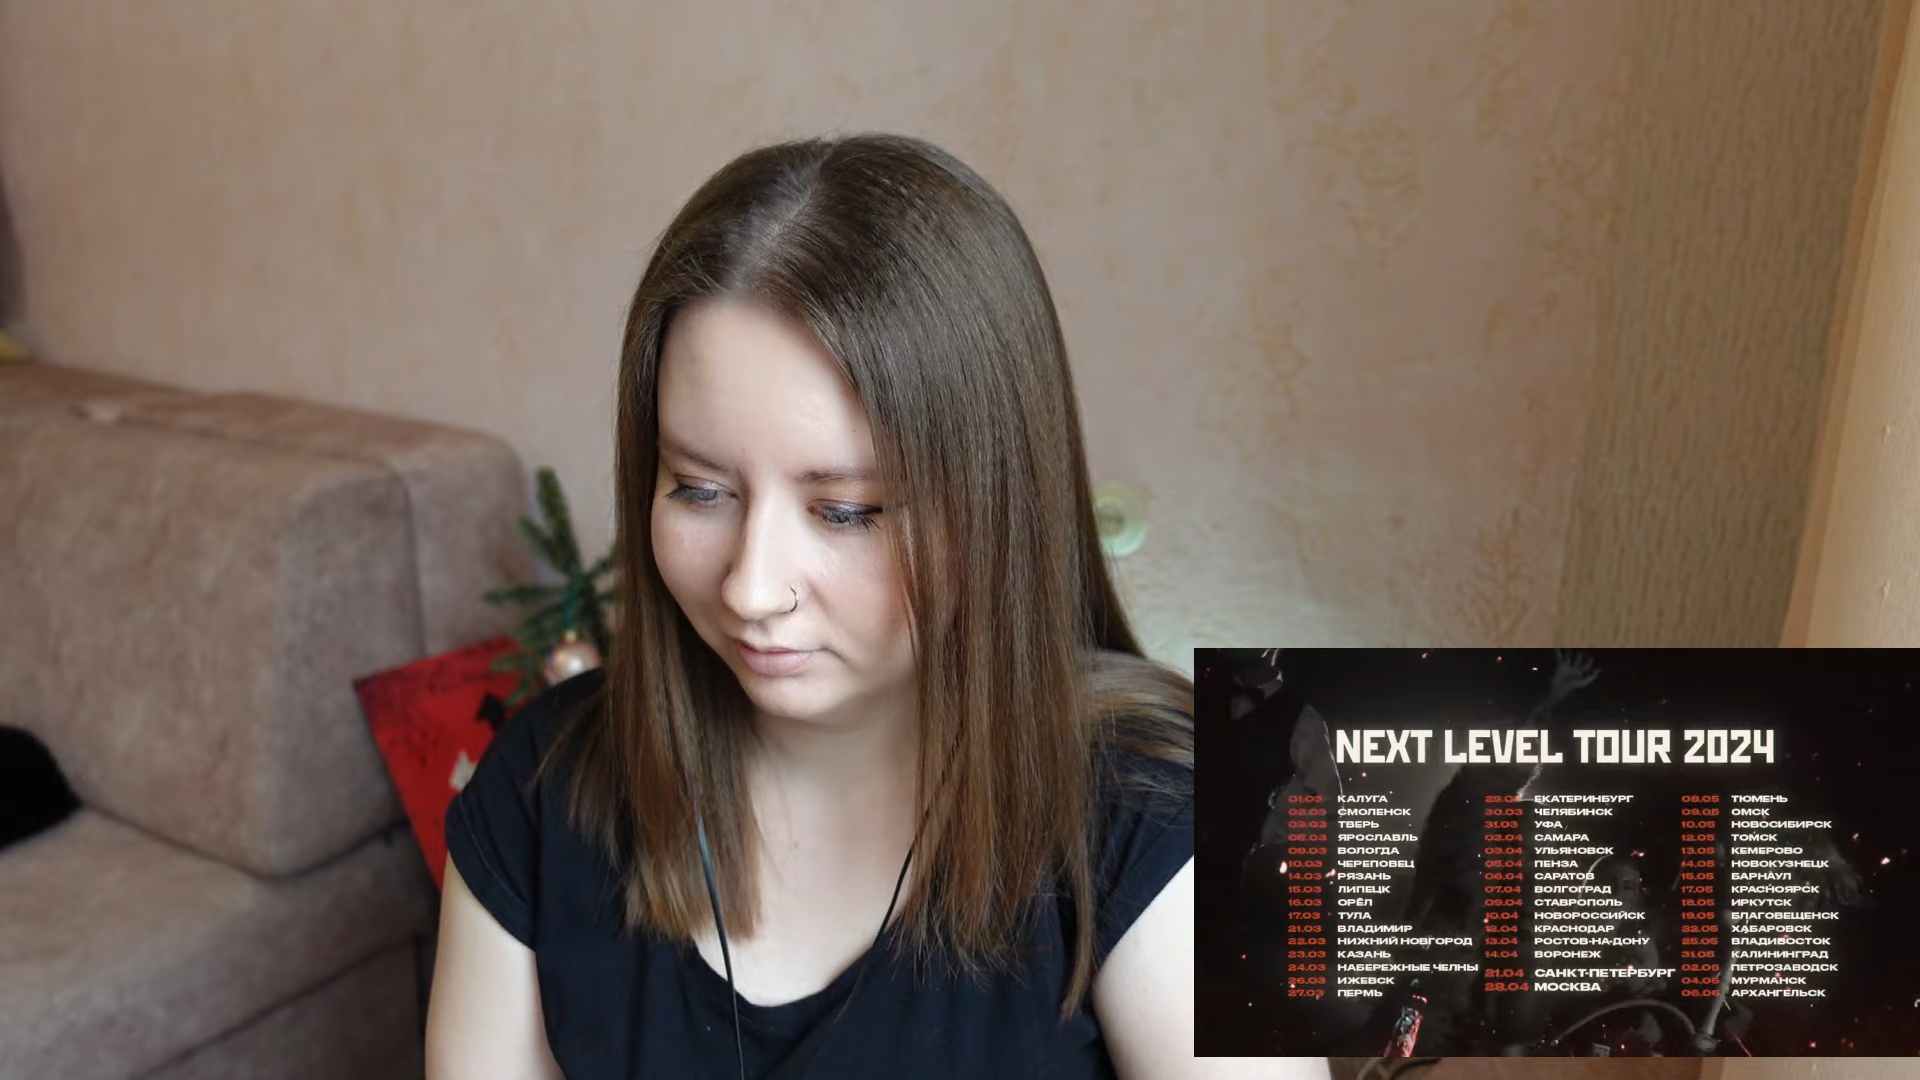 NEXT LEVEL TOUR 2024
01.03 КАЛУГА
02.03 СМОЛЕНСК
03.03 ТВЕРЬ
08.03 ЯРОСЛАВЛЬ
09.03 ВОЛОГДА
10.03 ЧЕРЕПОВЕЦ
14.03 РЯЗАНЬ
15.03 ЛИПЕЦК
16.03 ОРЁЛ
17.03 ТУЛА
21.03 ВЛАДИМИР
22.03 НИЖНИЙ НОВГОРОД
23.03 КАЗАНЬ
24.03 НАБЕРЕЖНЫЕ ЧЕЛНЫ
26.03 ИЖЕВСК
27.03 ПЕРМЬ
29.03 ЕКАТЕРИНБУРГ
30.03 ЧЕЛЯБИНСК
31.03 УФА
02.04 САМАРА
03.04 УЛЬЯНОВСК
05.04 ПЕНЗА
06.04 САРАТОВ
07.04 ВОЛГОГРАД
09.04 СТАВРОПОЛЬ
10.04 НОВОРОССИЙСК
12.04 КРАСНОДАР
13.04 РОСТОВ-НА-ДОНУ
14.04 ВОРОНЕЖ
21.04 САНКТ-ПЕТЕРБУРГ
28.04 МОСКВА
08.05 ТЮМЕНЬ
09.05 ОМСК
10.05 НОВОСИБИРСК
12.05 ТОМСК
13.05 КЕМЕРОВО
14.05 НОВОКУЗНЕЦК
15.05 БАРНАУЛ
17.05 КРАСНОЯРСК
18.05 ИРКУТСК
19.05 БЛАГОВЕЩЕНСК
22.05 ХАБАРОВСК
25.05 ВЛАДИВОСТОК
31.05 КАЛИНИНГРАД
02.06 ПЕТРОЗАВОДСК
04.06 МУРМАНСК
06.06 АРХАНГЕЛЬСК